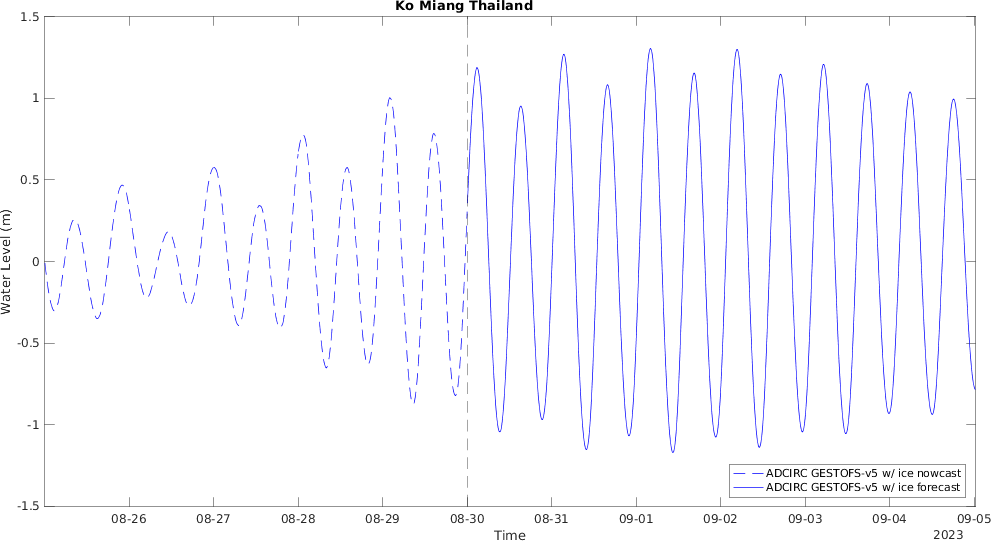 Ko Miang Thailand
Water Level (m)
1.5
1
0.5
0
-0.5
-1
-1.5
08-26 08-27 08-28 08-29 08-30 08-31 09-01 09-02 09-03 09-04 09-05
Time
2023
ADCIRC GESTOFS-v5 w/ ice nowcast
ADCIRC GESTOFS-v5 w/ ice forecast